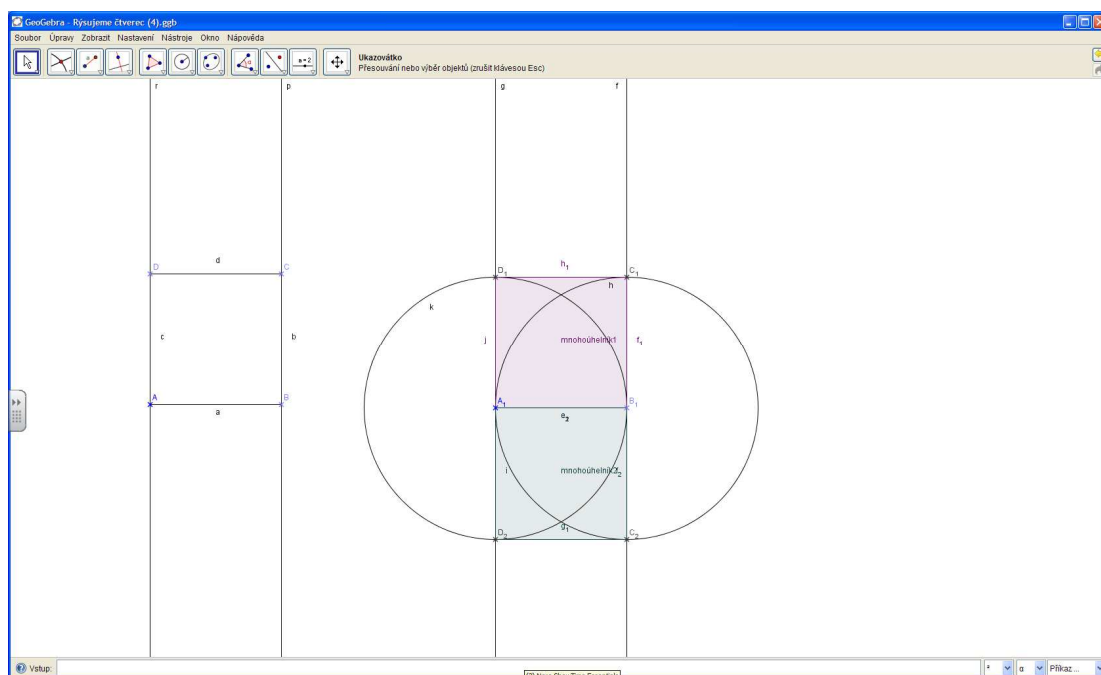 GeoGebra - Rýsujeme čtverec (4).ggb
Soubor Úpravy Zobrazit Nastavení Nástroje Okno Nápověda
a=2
Ukazovátko
Přesouvání nebo výběr objektů (zrušit klávesou Esc)
r p g f
D d C
D₁ h₁ C₁
h
k
c b j mnohoúhelník1 f₁
A B A₁ B₁
a e₂
i
D₂ g₁ C₂
Vstup:
α Příkaz ...